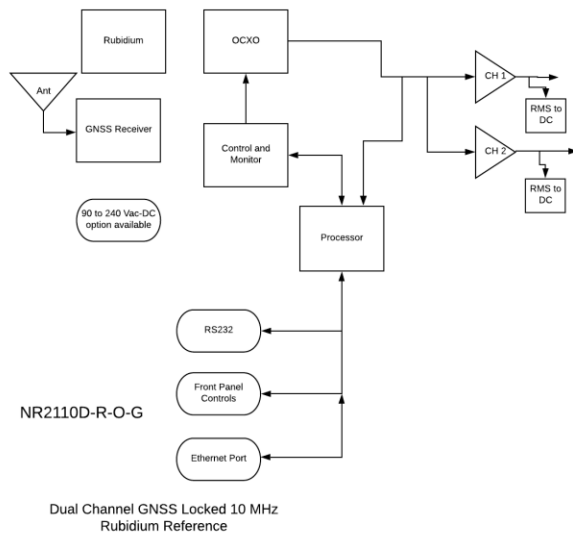 Rubidium
OCXO
Ant
GNSS Receiver
Control and
Monitor
CH 1
RMS to
DC
CH 2
RMS to
DC
90 to 240 Vac-DC
option available
Processor
RS232
Front Panel
Controls
NR2110D-R-O-G
Ethernet Port
Dual Channel GNSS Locked 10 MHz
Rubidium Reference